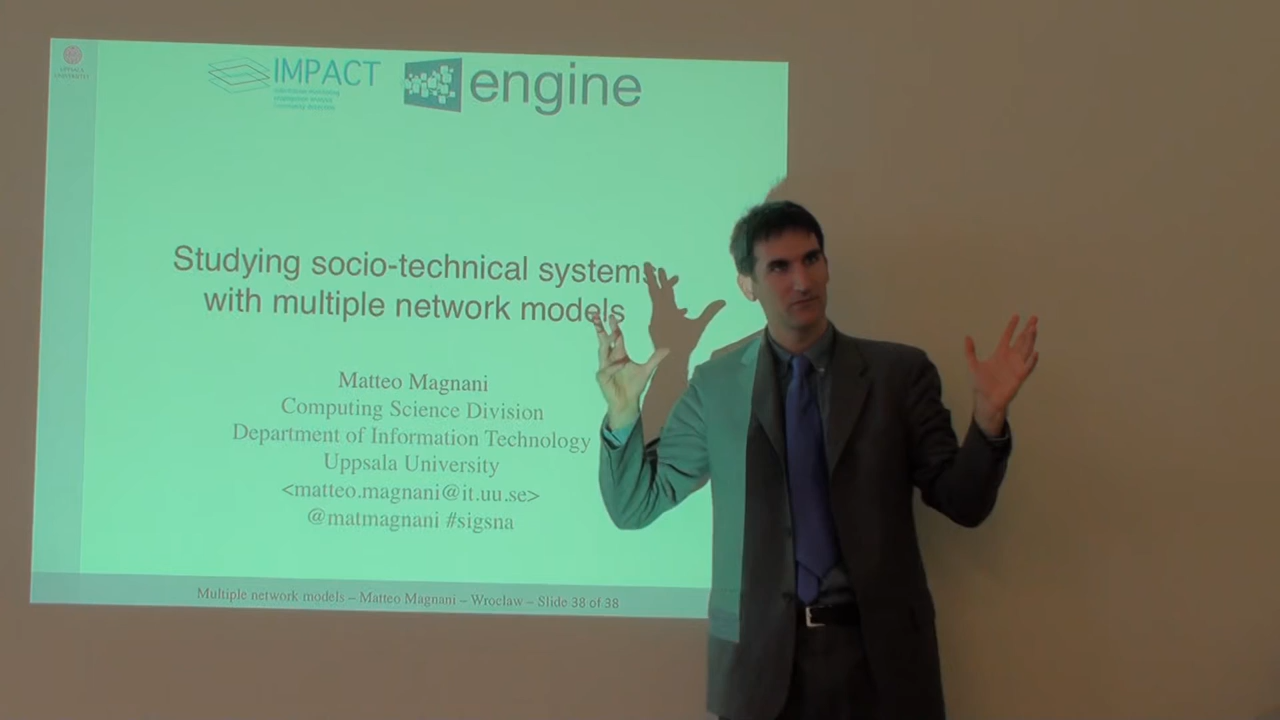 UPPSALA
UNIVERSITET
IMPACT
engine
Studying socio-technical systems
with multiple network models
Matteo Magnani
Computing Science Division
Department of Information Technology
Uppsala University
<matteo.magnani@it.uu.se>
@matmagnani #sigsna
Multiple network models – Matteo Magnani – Wroclaw – Slide 38 of 38